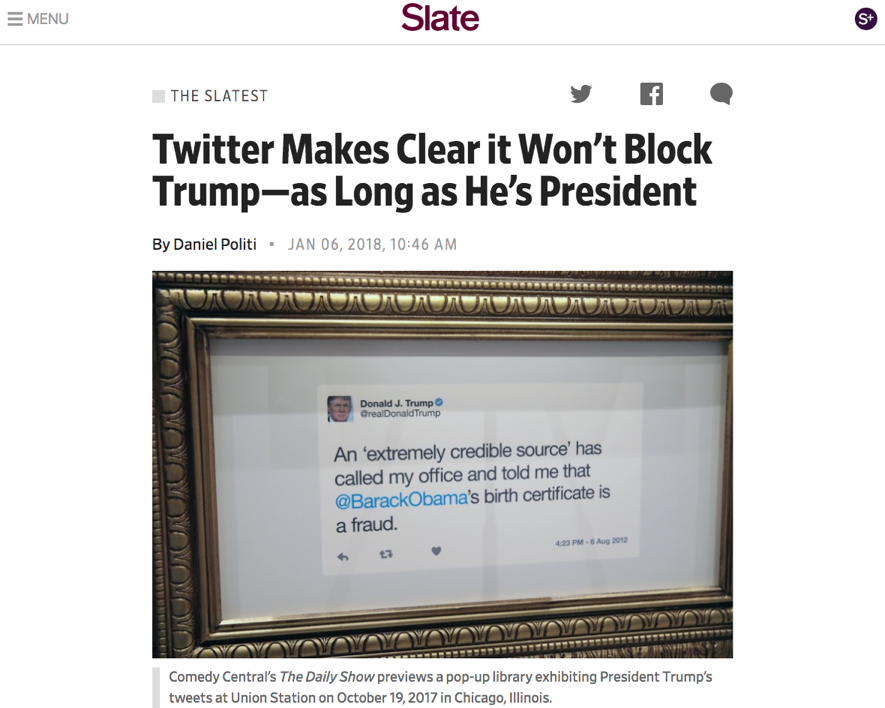 MENU
Slate
S+
THE SLATEST
Twitter Makes Clear it Won’t Block
Trump—as Long as He’s President
By Daniel Politi • JAN 06, 2018, 10:46 AM
Donald J. Trump
@realDonaldTrump
An ‘extremely credible source’ has
called my office and told me that
@BarackObama’s birth certificate is
a fraud.
4:23 PM - 6 Aug 2012
Comedy Central’s The Daily Show previews a pop-up library exhibiting President Trump’s
tweets at Union Station on October 19, 2017 in Chicago, Illinois.